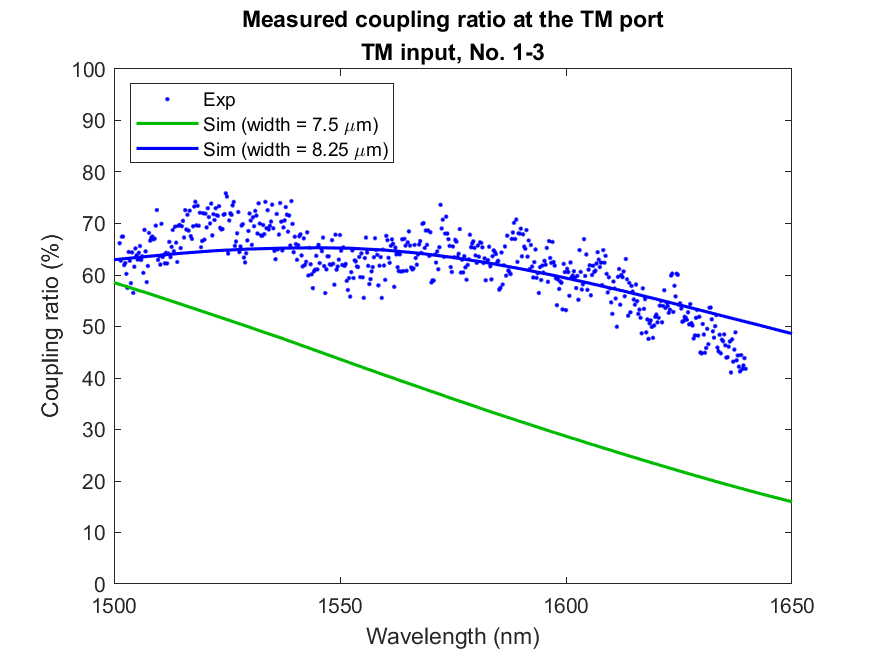 Measured coupling ratio at the TM port
TM input, No. 1-3
Exp
Sim (width = 7.5 μm)
Sim (width = 8.25 μm)
Coupling ratio (%)
100
90
80
70
60
50
40
30
20
10
0
1500 1550 1600 1650
Wavelength (nm)